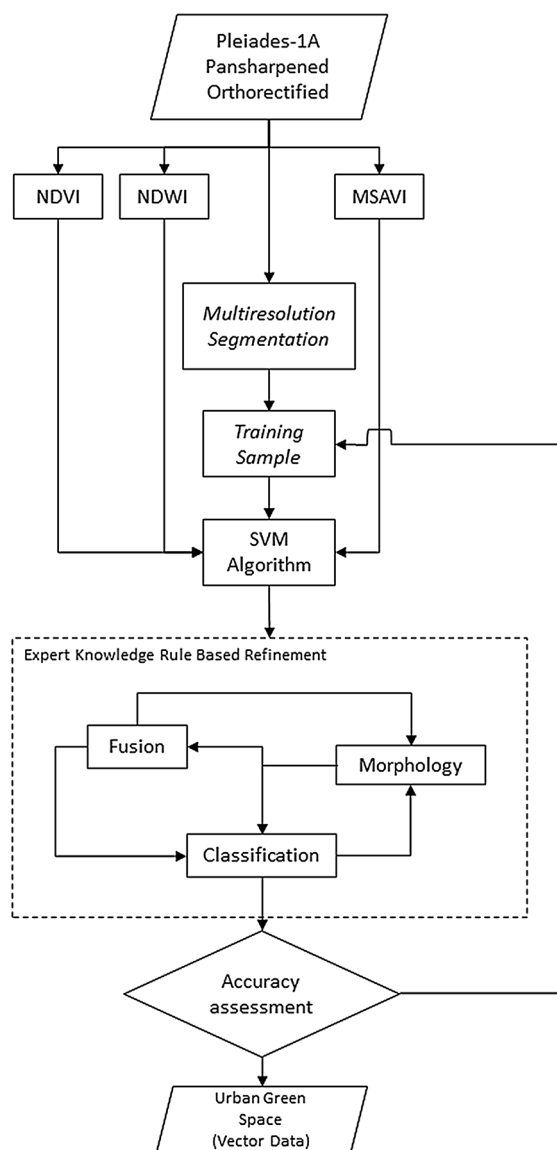 Pleiades-1A
Pansharpened
Orthorectified
NDVI
NDWI
MSAVI
Multiresolution
Segmentation
Training
Sample
SVM
Algorithm
Expert Knowledge Rule Based Refinement
Fusion
Morphology
Classification
Accuracy
assessment
Urban Green
Space
(Vector Data)